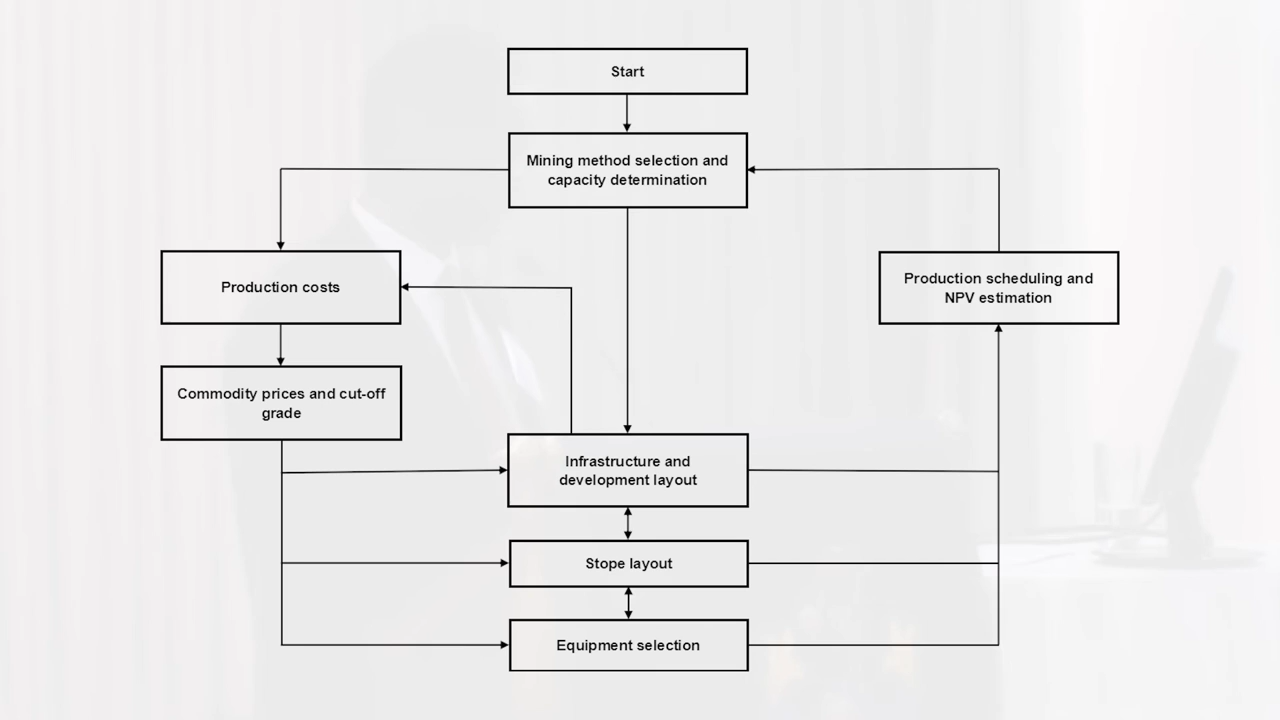 Start
Mining method selection and
capacity determination
Production costs
Production scheduling and
NPV estimation
Commodity prices and cut-off
grade
Infrastructure and
development layout
Stope layout
Equipment selection